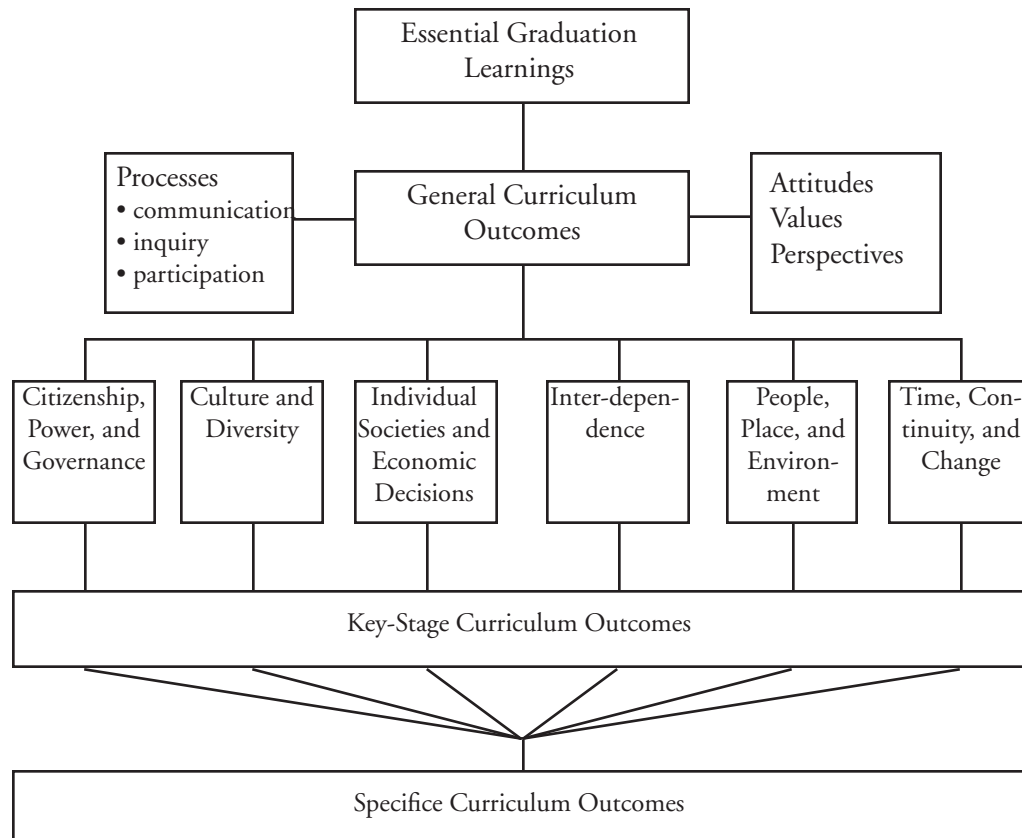 Essential Graduation
Learnings
Processes
• communication
• inquiry
• participation
General Curriculum
Outcomes
Attitudes
Values
Perspectives
Citizenship,
Power, and
Governance
Culture and
Diversity
Individual
Societies and
Economic
Decisions
Inter-depen-
dence
People,
Place, and
Environ-
ment
Time, Con-
tinuity, and
Change
Key-Stage Curriculum Outcomes
Specifice Curriculum Outcomes